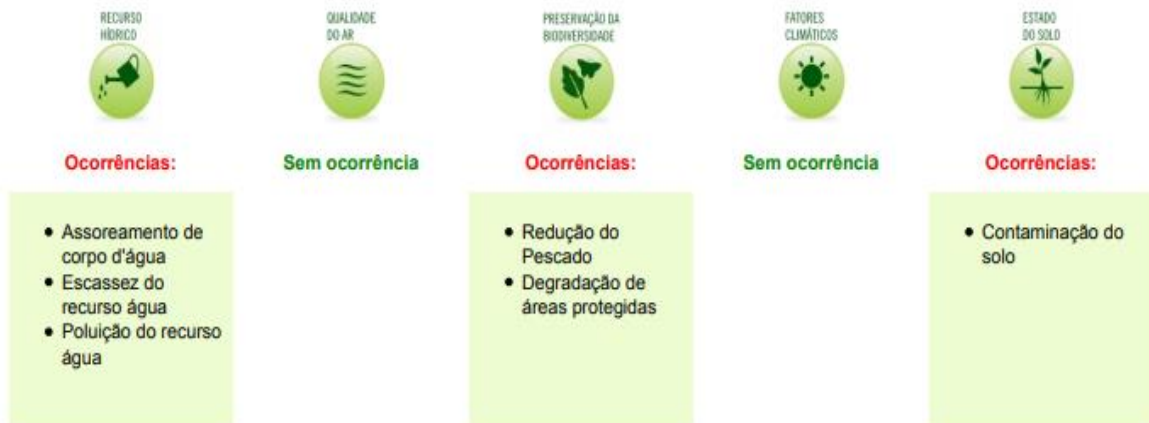 RECURSO
HÍDRICO
QUALIDADE
DO AR
PRESERVAÇÃO DA
BIODIVERSIDADE
FATORES
CLIMÁTICOS
ESTADO
DO SOLO
Ocorrências:
Sem ocorrência
Ocorrências:
Sem ocorrência
Ocorrências:
• Assoreamento de
corpo d'água
• Escassez do
recurso água
• Poluição do recurso
água
• Redução do
Pescado
• Degradação de
áreas protegidas
• Contaminação do
solo